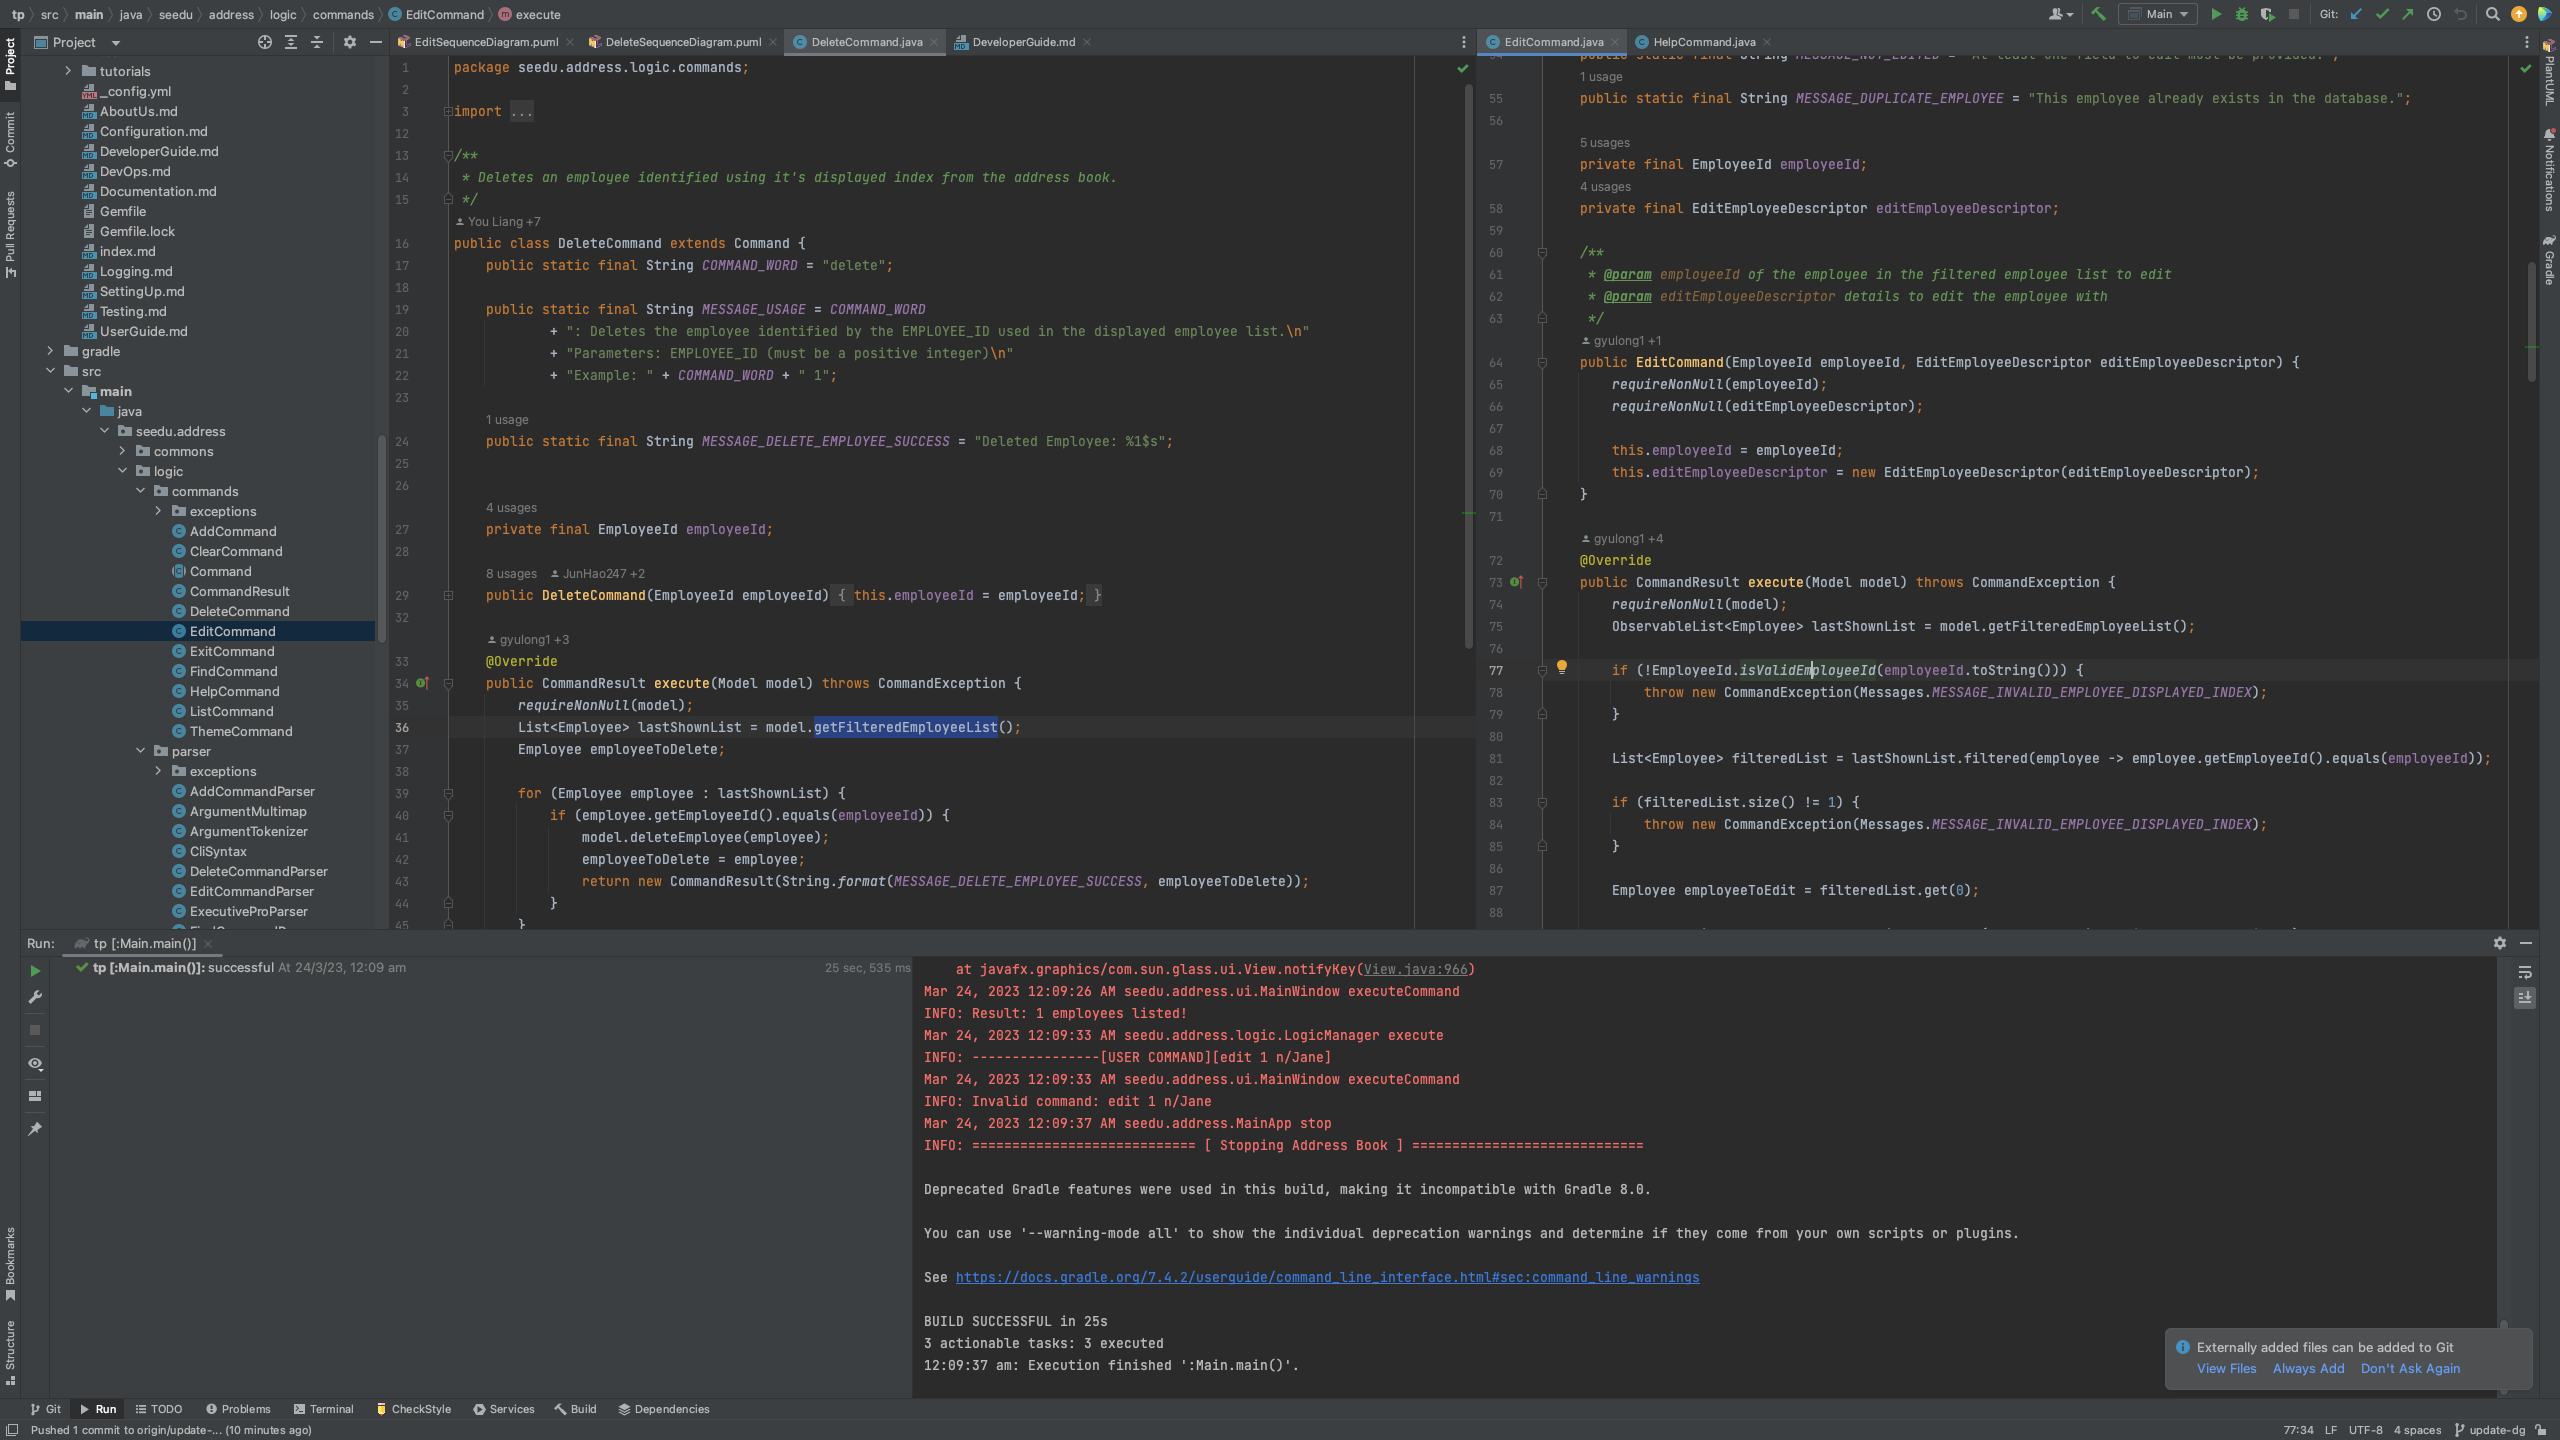 tp src main java seedu address logic commands EditCommand execute
Main
Git:
Project
EditSequenceDiagram.puml
DeleteSequenceDiagram.puml
DeleteCommand.java
DeveloperGuide.md
EditCommand.java
HelpCommand.java
Project
Commit
Pull Requests
Bookmarks
Structure
tutorials
_config.yml
AboutUs.md
Configuration.md
DeveloperGuide.md
DevOps.md
Documentation.md
Gemfile
Gemfile.lock
index.md
Logging.md
SettingUp.md
Testing.md
UserGuide.md
gradle
src
main
java
seedu.address
commons
logic
commands
exceptions
AddCommand
ClearCommand
Command
CommandResult
DeleteCommand
EditCommand
ExitCommand
FindCommand
HelpCommand
ListCommand
ThemeCommand
parser
exceptions
AddCommandParser
ArgumentMultimap
ArgumentTokenizer
CliSyntax
DeleteCommandParser
EditCommandParser
ExecutiveProParser
1 package seedu.address.logic.commands;
2
3 import ...
12
13 /**
14 * Deletes an employee identified using it's displayed index from the address book.
15 */
You Liang +7
16 public class DeleteCommand extends Command {
17 public static final String COMMAND_WORD = "delete";
18
19 public static final String MESSAGE_USAGE = COMMAND_WORD
20 + ": Deletes the employee identified by the EMPLOYEE_ID used in the displayed employee list.\n"
21 + "Parameters: EMPLOYEE_ID (must be a positive integer)\n"
22 + "Example: " + COMMAND_WORD + " 1";
23
1 usage
24 public static final String MESSAGE_DELETE_EMPLOYEE_SUCCESS = "Deleted Employee: %1$s";
25
26
4 usages
27 private final EmployeeId employeeId;
28
8 usages JunHao247 +2
29 public DeleteCommand(EmployeeId employeeId) { this.employeeId = employeeId; }
32
gyulong1 +3
33 @Override
34 public CommandResult execute(Model model) throws CommandException {
35 requireNonNull(model);
36 List<Employee> lastShownList = model.getFilteredEmployeeList();
37 Employee employeeToDelete;
38
39 for (Employee employee : lastShownList) {
40 if (employee.getEmployeeId().equals(employeeId)) {
41 model.deleteEmployee(employee);
42 employeeToDelete = employee;
43 return new CommandResult(String.format(MESSAGE_DELETE_EMPLOYEE_SUCCESS, employeeToDelete));
44 }
45 }
54 public static final String MESSAGE_NOT_EDITED = "At least one field to edit must be provided.";
1 usage
55 public static final String MESSAGE_DUPLICATE_EMPLOYEE = "This employee already exists in the database.";
56
5 usages
57 private final EmployeeId employeeId;
4 usages
58 private final EditEmployeeDescriptor editEmployeeDescriptor;
59
60 /**
61 * @param employeeId of the employee in the filtered employee list to edit
62 * @param editEmployeeDescriptor details to edit the employee with
63 */
gyulong1 +1
64 public EditCommand(EmployeeId employeeId, EditEmployeeDescriptor editEmployeeDescriptor) {
65 requireNonNull(employeeId);
66 requireNonNull(editEmployeeDescriptor);
67
68 this.employeeId = employeeId;
69 this.editEmployeeDescriptor = new EditEmployeeDescriptor(editEmployeeDescriptor);
70 }
71
gyulong1 +4
72 @Override
73 public CommandResult execute(Model model) throws CommandException {
74 requireNonNull(model);
75 ObservableList<Employee> lastShownList = model.getFilteredEmployeeList();
76
77 if (!EmployeeId.isValidEmployeeId(employeeId.toString())) {
78 throw new CommandException(Messages.MESSAGE_INVALID_EMPLOYEE_DISPLAYED_INDEX);
79 }
80
81 List<Employee> filteredList = lastShownList.filtered(employee -> employee.getEmployeeId().equals(employeeId));
82
83 if (filteredList.size() != 1) {
84 throw new CommandException(Messages.MESSAGE_INVALID_EMPLOYEE_DISPLAYED_INDEX);
85 }
86
87 Employee employeeToEdit = filteredList.get(0);
88
PlantUML
Notifications
Gradle
Run: tp [:Main.main()]
tp [:Main.main()]: successful At 24/3/23, 12:09 am 25 sec, 535 ms
at javafx.graphics/com.sun.glass.ui.View.notifyKey(View.java:966)
Mar 24, 2023 12:09:26 AM seedu.address.ui.MainWindow executeCommand
INFO: Result: 1 employees listed!
Mar 24, 2023 12:09:33 AM seedu.address.logic.LogicManager execute
INFO: ----------------[USER COMMAND][edit 1 n/Jane]
Mar 24, 2023 12:09:33 AM seedu.address.ui.MainWindow executeCommand
INFO: Invalid command: edit 1 n/Jane
Mar 24, 2023 12:09:37 AM seedu.address.MainApp stop
INFO: ============================ [ Stopping Address Book ] =============================
Deprecated Gradle features were used in this build, making it incompatible with Gradle 8.0.
You can use '--warning-mode all' to show the individual deprecation warnings and determine if they come from your own scripts or plugins.
See https://docs.gradle.org/7.4.2/userguide/command_line_interface.html#sec:command_line_warnings
BUILD SUCCESSFUL in 25s
3 actionable tasks: 3 executed
12:09:37 am: Execution finished ':Main.main()'.
Externally added files can be added to Git
View Files Always Add Don't Ask Again
Git Run TODO Problems Terminal CheckStyle Services Build Dependencies
Pushed 1 commit to origin/update-... (10 minutes ago)
77:34 LF UTF-8 4 spaces update-dg